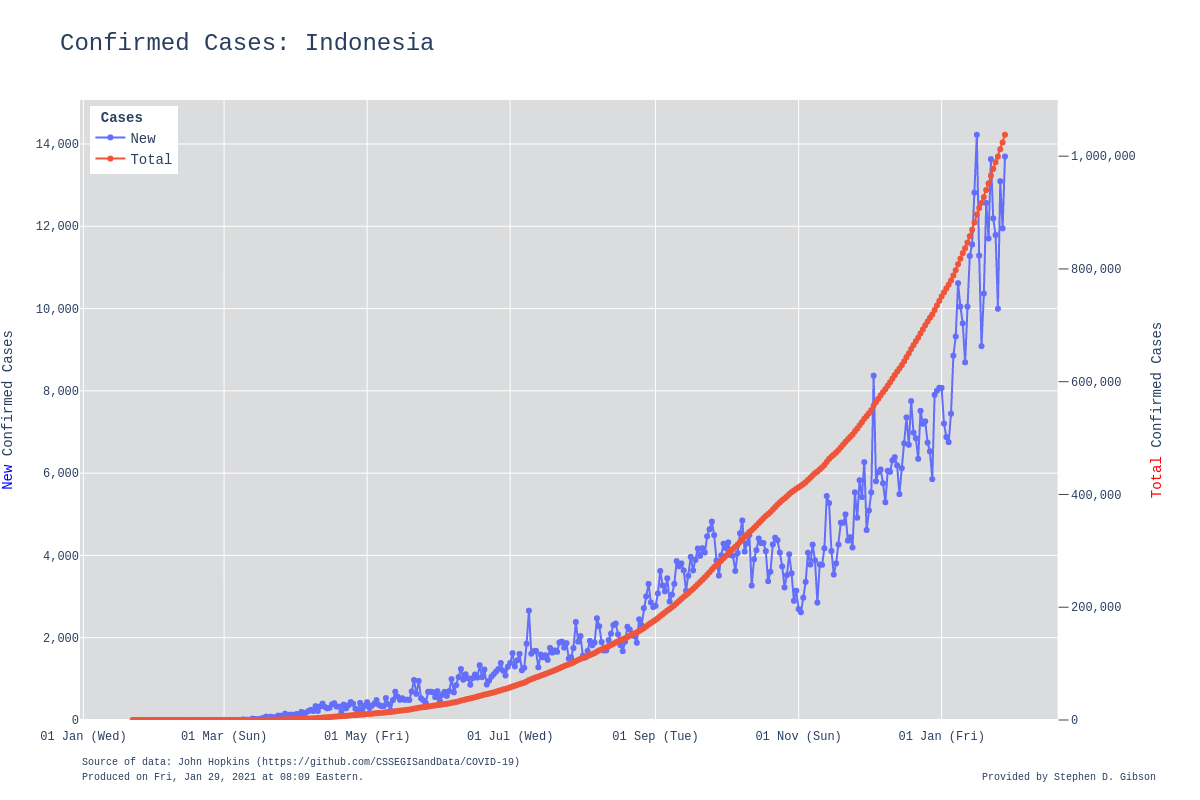 Confirmed Cases: Indonesia
Cases
New
Total
14,000
12,000
10,000
8,000
6,000
4,000
2,000
0
New Confirmed Cases
1,000,000
800,000
600,000
400,000
200,000
0
Total Confirmed Cases
01 Jan (Wed) 01 Mar (Sun) 01 May (Fri) 01 Jul (Wed) 01 Sep (Tue) 01 Nov (Sun) 01 Jan (Fri)
Source of data: John Hopkins (https://github.com/CSSEGISandData/COVID-19)
Produced on Fri, Jan 29, 2021 at 08:09 Eastern.
Provided by Stephen D. Gibson